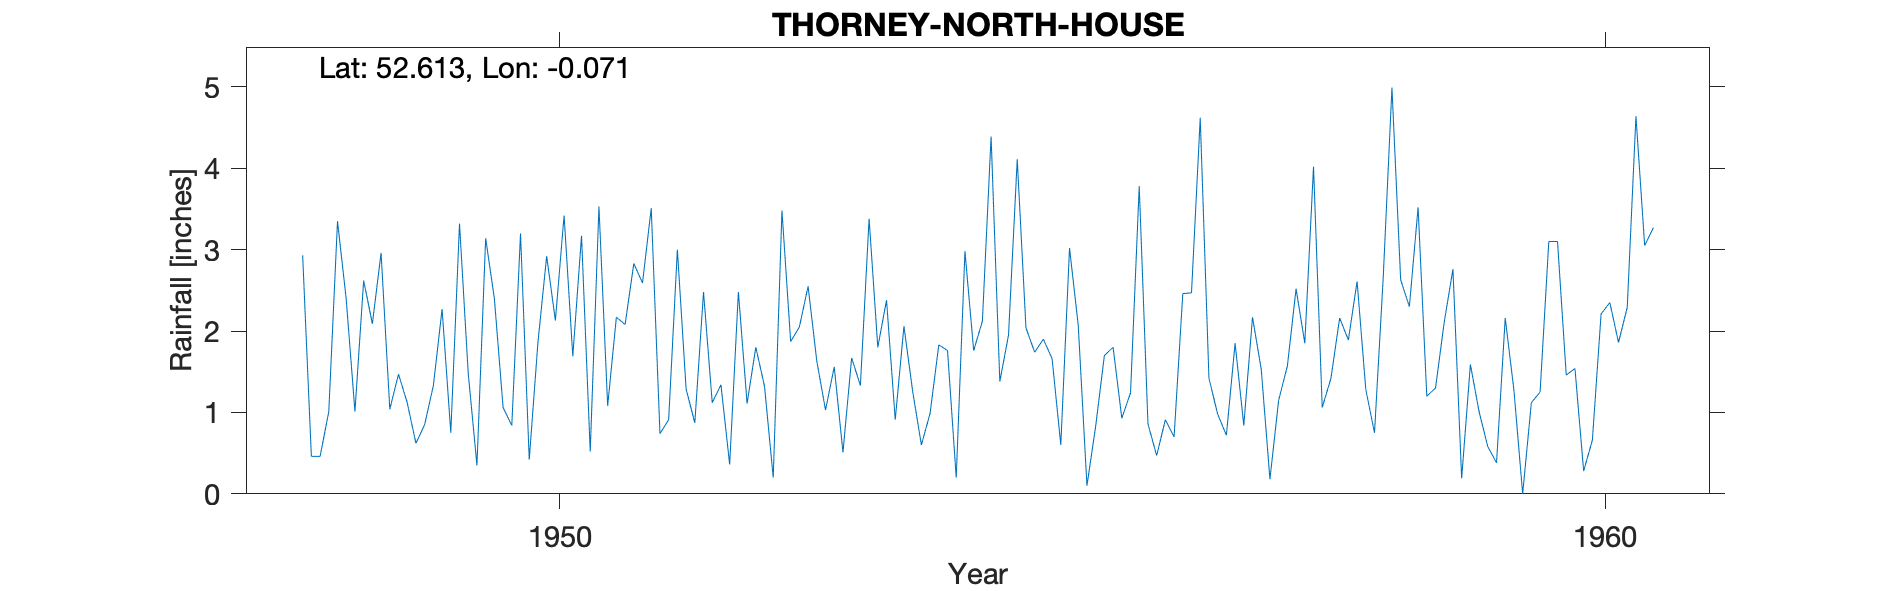 THORNEY-NORTH-HOUSE
Lat: 52.613, Lon: -0.071
5
4
3
2
1
0
Rainfall [inches]
1950
1960
Year